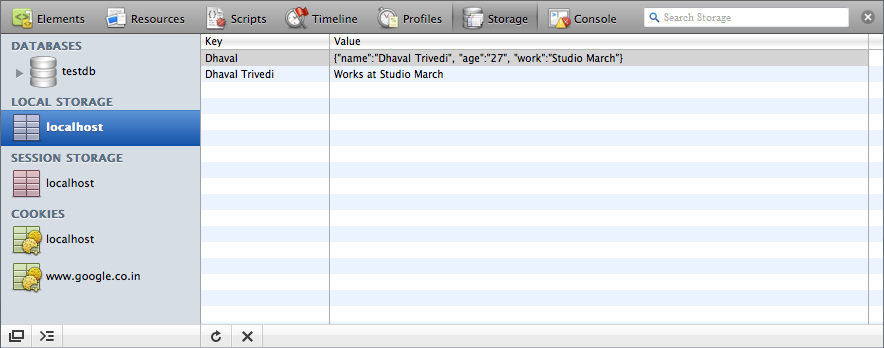 Elements Resources Scripts Timeline Profiles Storage Console Search Storage
DATABASES
testdb
LOCAL STORAGE
localhost
SESSION STORAGE
localhost
COOKIES
localhost
www.google.co.in
Key Value
Dhaval {"name":"Dhaval Trivedi", "age":"27", "work":"Studio March"}
Dhaval Trivedi Works at Studio March